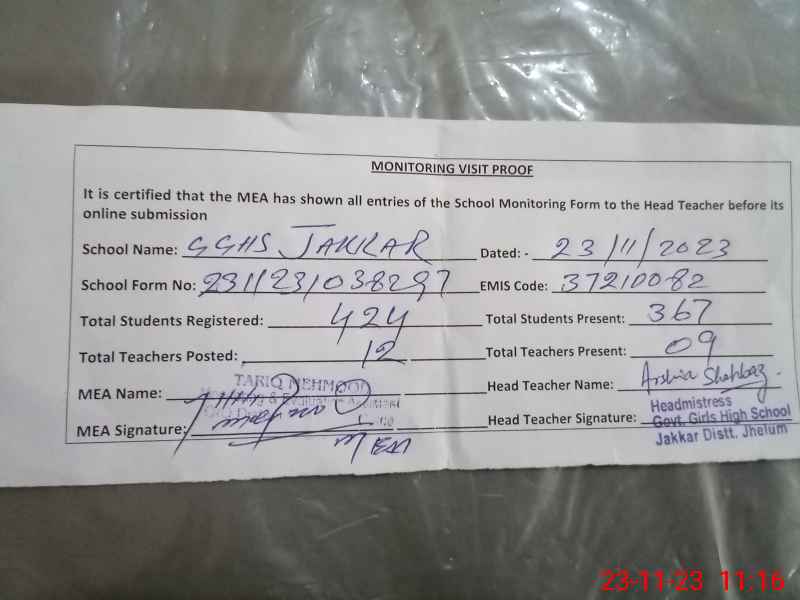 MONITORING VISIT PROOF
It is certified that the MEA has shown all entries of the School Monitoring Form to the Head Teacher before its
online submission
School Name: GGHS JAKKAR Dated: - 23/11/2023
School Form No: 231123/038297 EMIS Code: 37210082
Total Students Registered: 424 Total Students Present: 367
Total Teachers Posted: 12 Total Teachers Present: 09
TARIQ MEHMOOD
MEA Name: Head Teacher Name: Arshia Shahbaz
MEA Signature: Head Teacher Signature:
Headmistress
Govt. Girls High School
Jakkar Distt. Jhelum
MEA
23-11-23 11:16